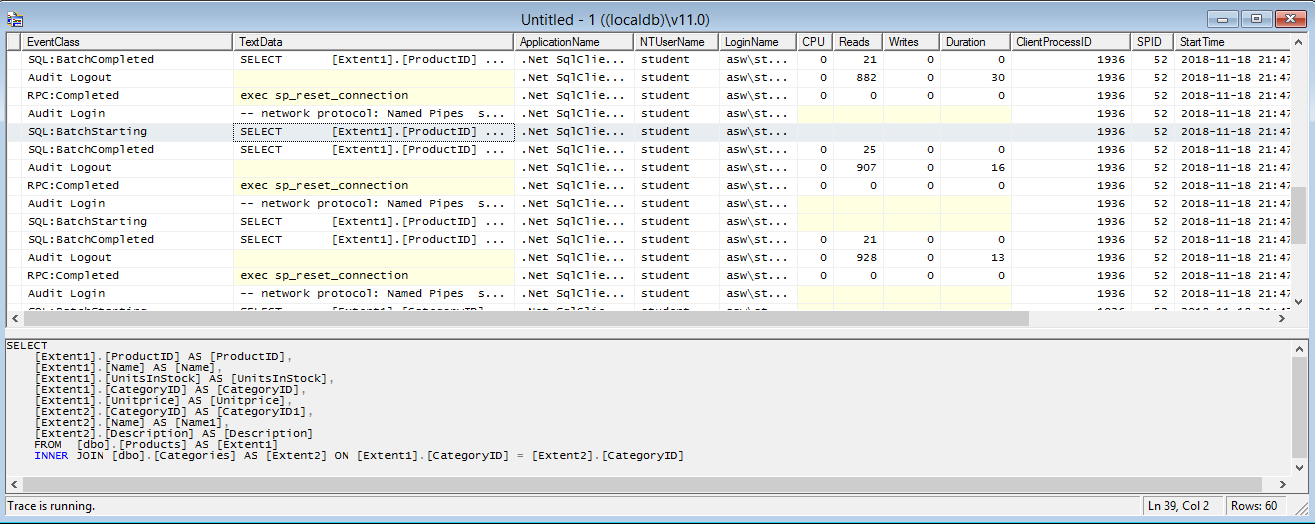 Untitled - 1 ((localdb)\v11.0)
EventClass TextData ApplicationName NTUserName LoginName CPU Reads Writes Duration ClientProcessID SPID StartTime
SQL:BatchCompleted SELECT [Extent1].[ProductID] ... .Net SqlClie... student asw\st... 0 21 0 0 1936 52 2018-11-18 21:47
Audit Logout .Net SqlClie... student asw\st... 0 882 0 30 1936 52 2018-11-18 21:47
RPC:Completed exec sp_reset_connection .Net SqlClie... student asw\st... 0 0 0 0 1936 52 2018-11-18 21:47
Audit Login -- network protocol: Named Pipes s... .Net SqlClie... student asw\st... 1936 52 2018-11-18 21:47
SQL:BatchStarting SELECT [Extent1].[ProductID] ... .Net SqlClie... student asw\st... 1936 52 2018-11-18 21:47
SQL:BatchCompleted SELECT [Extent1].[ProductID] ... .Net SqlClie... student asw\st... 0 25 0 0 1936 52 2018-11-18 21:47
Audit Logout .Net SqlClie... student asw\st... 0 907 0 16 1936 52 2018-11-18 21:47
RPC:Completed exec sp_reset_connection .Net SqlClie... student asw\st... 0 0 0 0 1936 52 2018-11-18 21:47
Audit Login -- network protocol: Named Pipes s... .Net SqlClie... student asw\st... 1936 52 2018-11-18 21:47
SQL:BatchStarting SELECT [Extent1].[ProductID] ... .Net SqlClie... student asw\st... 1936 52 2018-11-18 21:47
SQL:BatchCompleted SELECT [Extent1].[ProductID] ... .Net SqlClie... student asw\st... 0 21 0 0 1936 52 2018-11-18 21:47
Audit Logout .Net SqlClie... student asw\st... 0 928 0 13 1936 52 2018-11-18 21:47
RPC:Completed exec sp_reset_connection .Net SqlClie... student asw\st... 0 0 0 0 1936 52 2018-11-18 21:47
Audit Login -- network protocol: Named Pipes s... .Net SqlClie... student asw\st... 1936 52 2018-11-18 21:47
SELECT
[Extent1].[ProductID] AS [ProductID],
[Extent1].[Name] AS [Name],
[Extent1].[UnitsInStock] AS [UnitsInStock],
[Extent1].[CategoryID] AS [CategoryID],
[Extent1].[Unitprice] AS [Unitprice],
[Extent2].[CategoryID] AS [CategoryID1],
[Extent2].[Name] AS [Name1],
[Extent2].[Description] AS [Description]
FROM [dbo].[Products] AS [Extent1]
INNER JOIN [dbo].[Categories] AS [Extent2] ON [Extent1].[CategoryID] = [Extent2].[CategoryID]
Trace is running. Ln 39, Col 2 Rows: 60